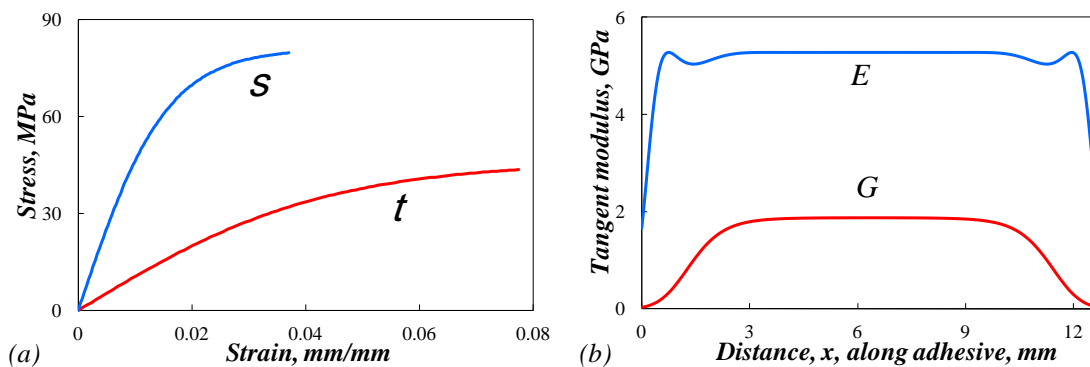 90
60
30
0
0
0.02
0.04
0.06
0.08
Stress, MPa
Strain, mm/mm
s
t
(a)
6
4
2
0
0
3
6
9
12
Tangent modulus, GPa
Distance, x, along adhesive, mm
E
G
(b)